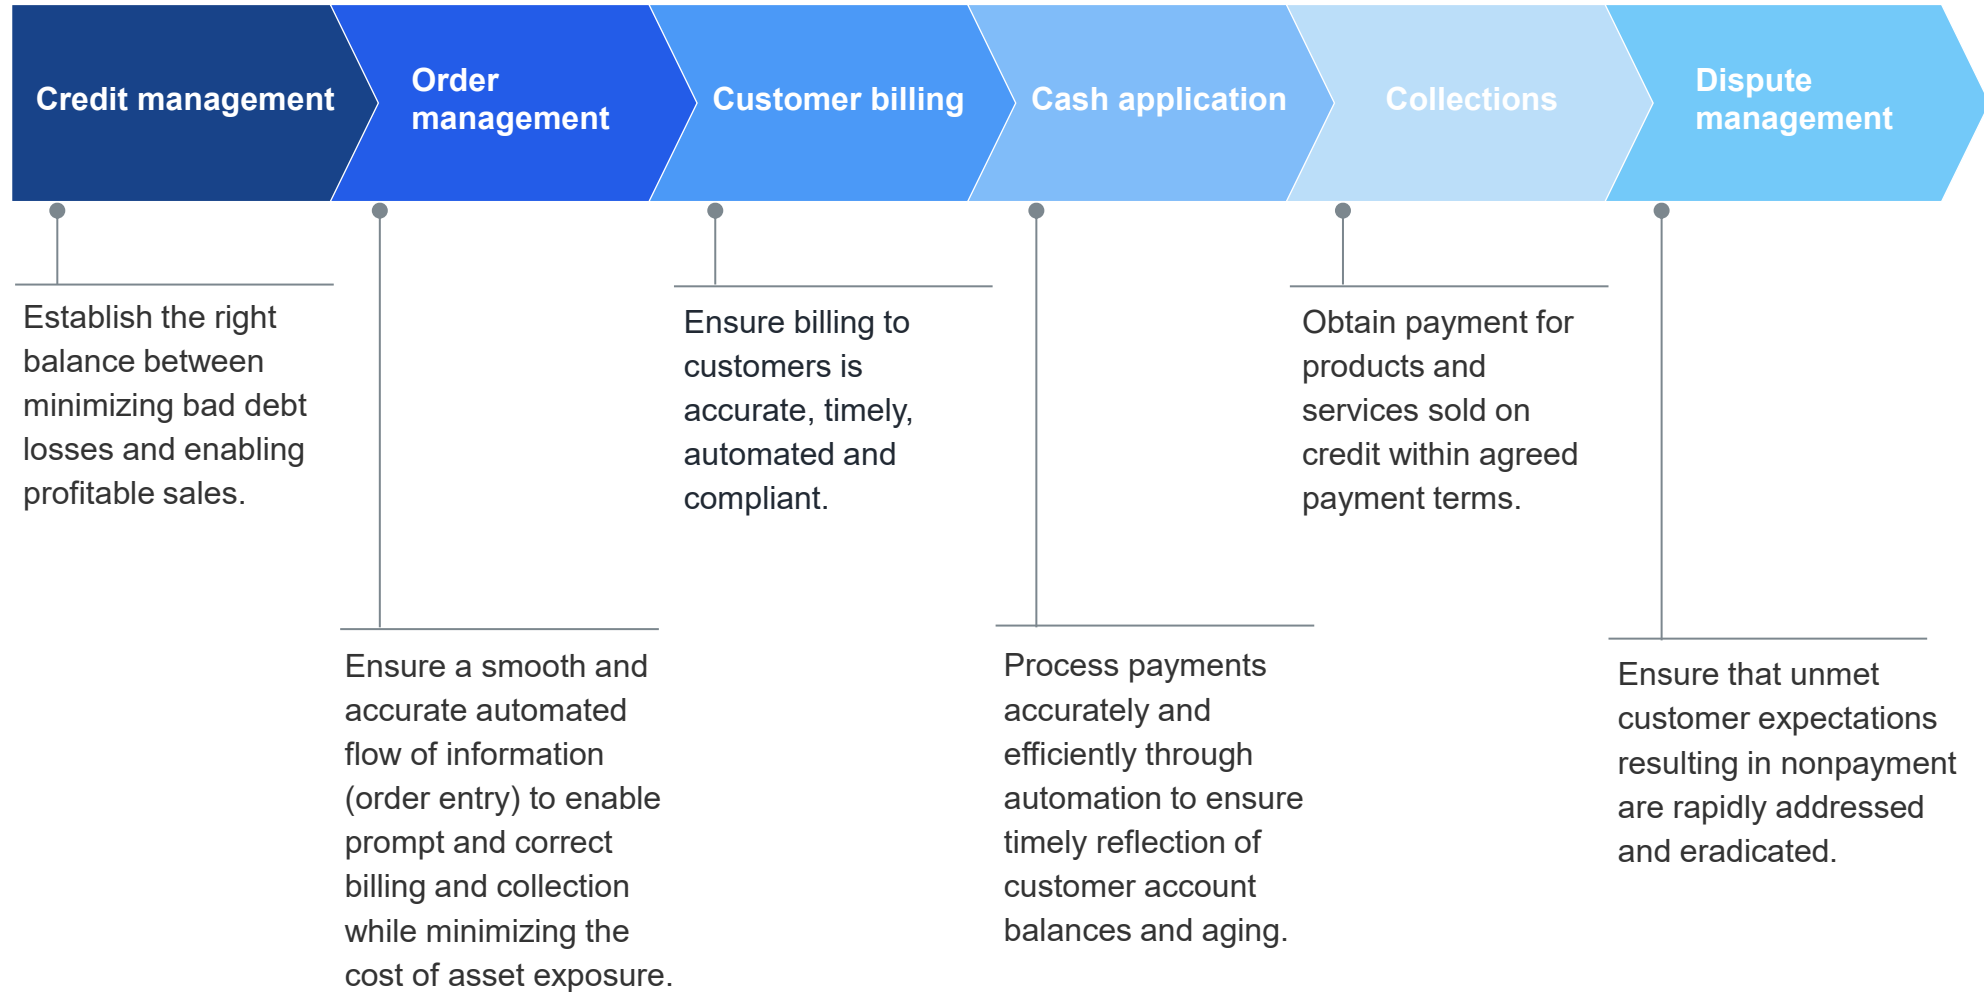 Credit management
Order
management
Customer billing
Cash application
Collections
Dispute
management
Establish the right
balance between
minimizing bad debt
losses and enabling
profitable sales.
Ensure a smooth and
accurate automated
flow of information
(order entry) to enable
prompt and correct
billing and collection
while minimizing the
cost of asset exposure.
Ensure billing to
customers is
accurate, timely,
automated and
compliant.
Process payments
accurately and
efficiently through
automation to ensure
timely reflection of
customer account
balances and aging.
Obtain payment for
products and
services sold on
credit within agreed
payment terms.
Ensure that unmet
customer expectations
resulting in nonpayment
are rapidly addressed
and eradicated.